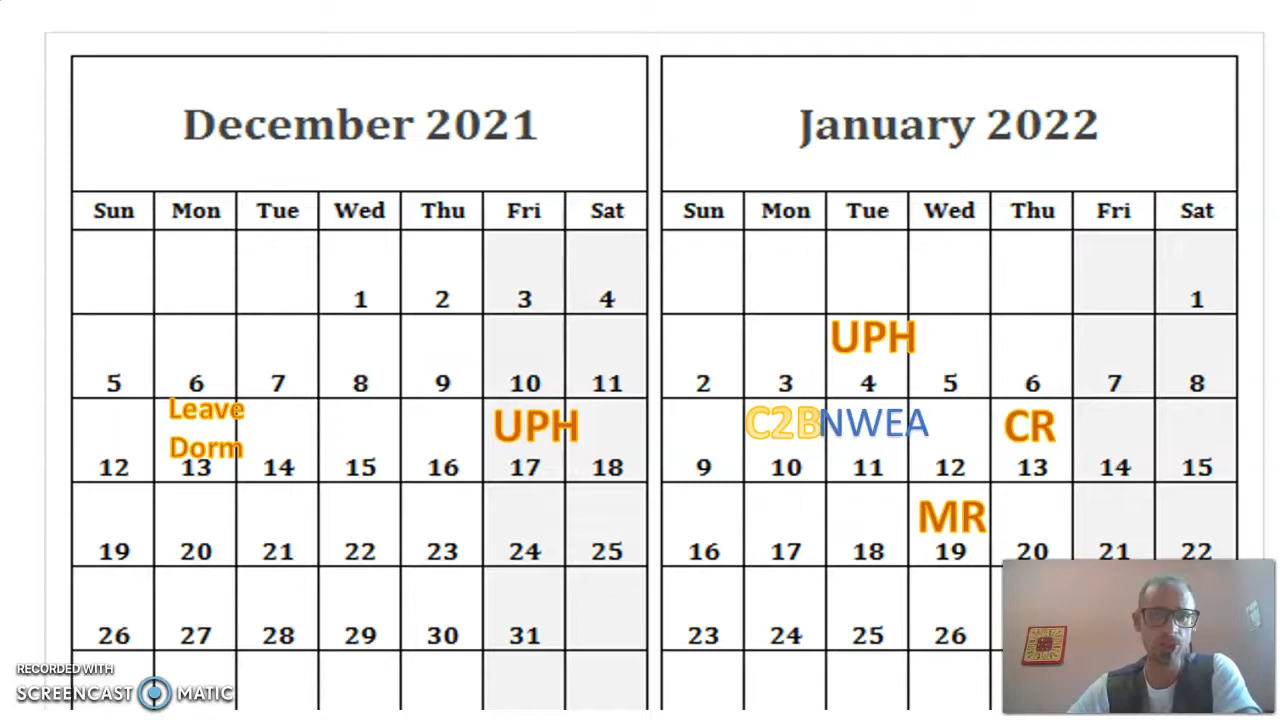 December 2021
Sun Mon Tue Wed Thu Fri Sat
1 2 3 4
5 6 7 8 9 10 11
Leave
Dorm
UPH
12 13 14 15 16 17 18
19 20 21 22 23 24 25
26 27 28 29 30 31
January 2022
Sun Mon Tue Wed Thu Fri Sat
1
UPH
2 3 4 5 6 7 8
C2B NWEA CR
9 10 11 12 13 14 15
MR
16 17 18 19 20 21 22
23 24 25 26
RECORDED WITH
SCREENCAST MATIC